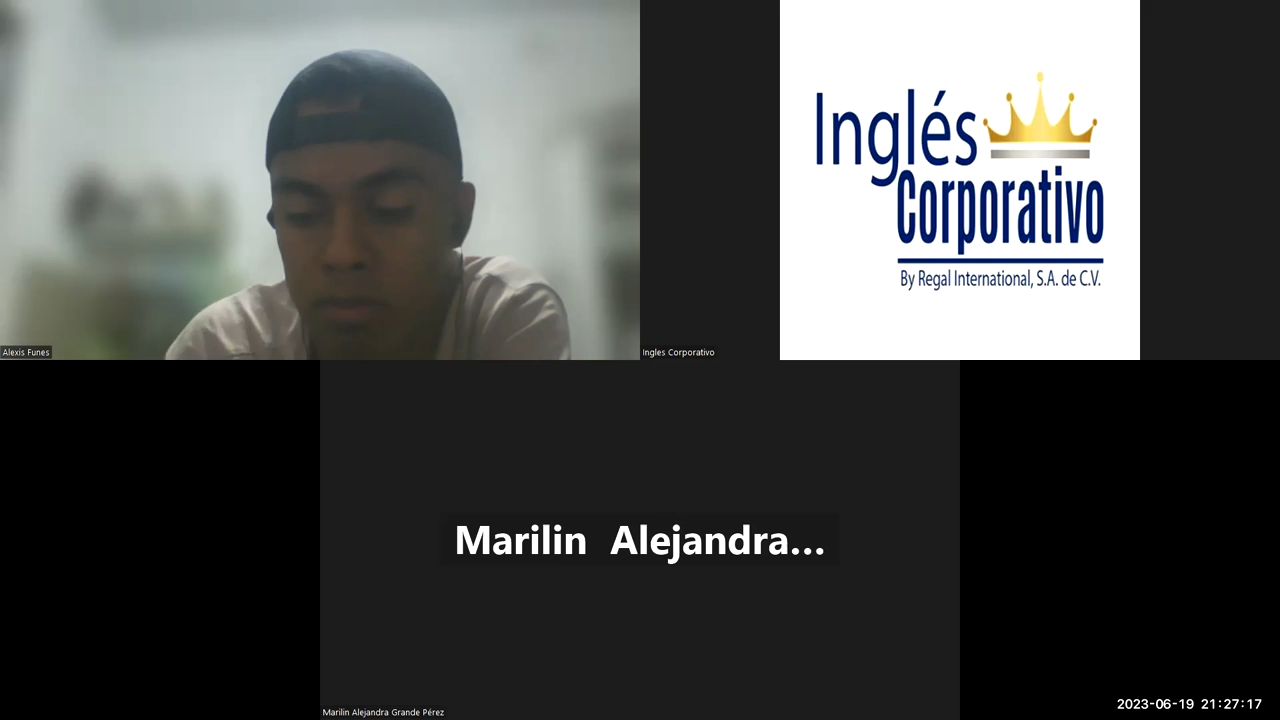 Inglés
Corporativo
By Regal International, S.A. de C.V.
Alexis Funes
Ingles Corporativo
Marilin Alejandra...
Marilin Alejandra Grande Pérez
2023-06-19 21:27:17